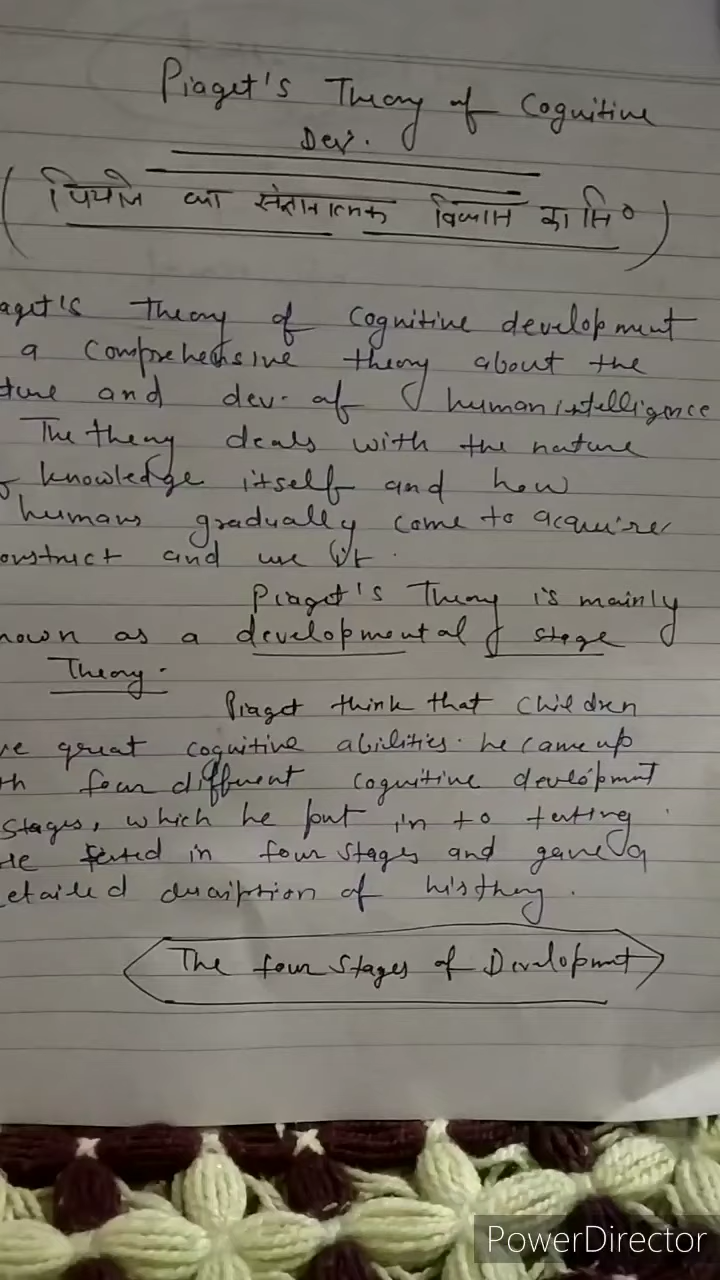 Piaget's Theory of Cognitive
Dev.
(पियाजे का संज्ञानात्मक विकास का सि०)
aget's theory of cognitive development
a comprehensive theory about the
ture and dev. of human intelligence
The theory deals with the nature
knowledge itself and how
humans gradually come to acquire
onstruct and use it.
Piaget's Theory is mainly
nown as a developmental stage
Theory.
Piaget think that children
ve great cognitive abilities. he came up
th four different cognitive development
stages, which he put in to testing.
He in four stages and gave a
etailed description of his theory.
The four stages of Development
PowerDirector